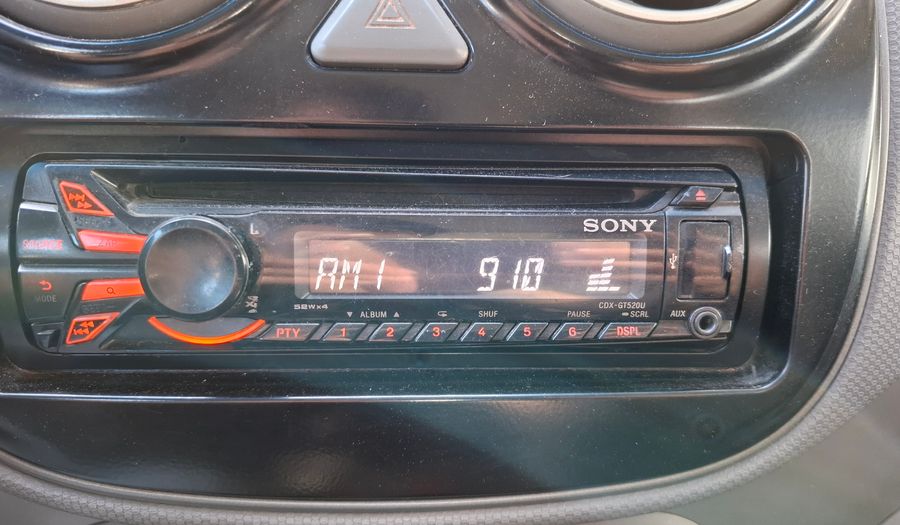 SONY
AM1 910
52W×4
CDX-GT520U
MODE
▼ ALBUM ▲ SHUF PAUSE SCRL AUX
PTY 1 2 3 4 5 6 DSPL